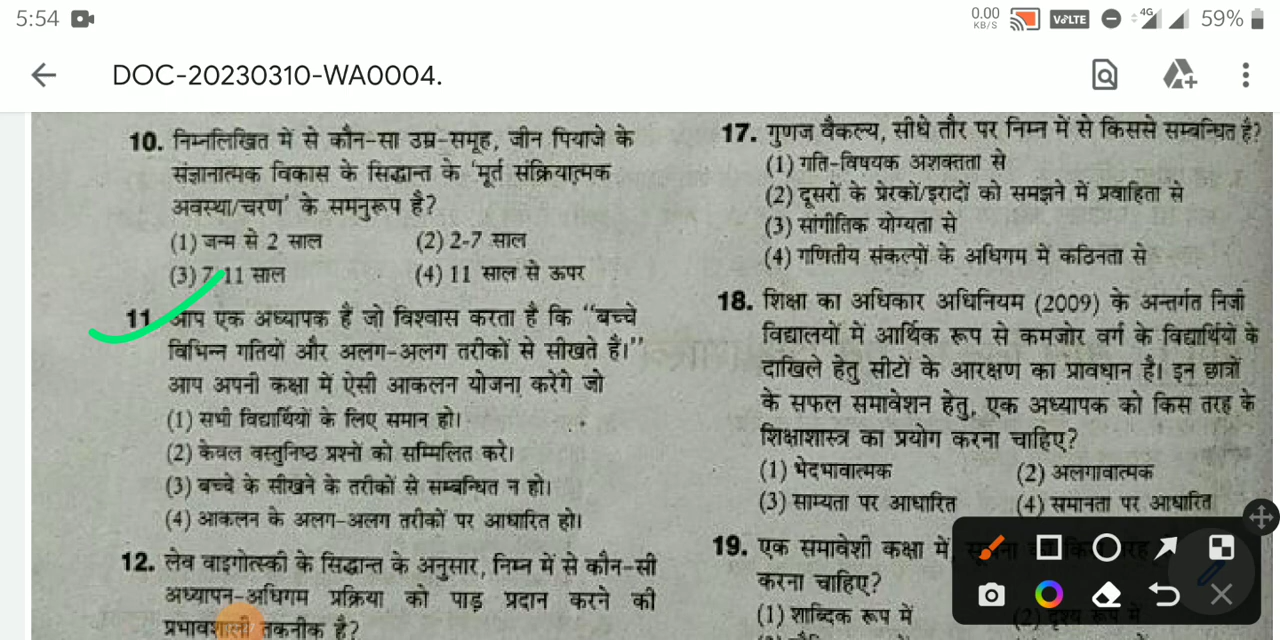 5:54
0.00
KB/S
VoLTE
4G
59%
DOC-20230310-WA0004.
10. निम्नलिखित में से कौन-सा उम्र-समूह, जीन पियाजे के
संज्ञानात्मक विकास के सिद्धान्त के 'मूर्त संक्रियात्मक
अवस्था/चरण' के समनुरूप है?
(1) जन्म से 2 साल (2) 2-7 साल
(3) 7-11 साल (4) 11 साल से ऊपर
11. आप एक अध्यापक है जो विश्वास करता है कि "बच्चे
विभिन्न गतियों और अलग-अलग तरीकों से सीखते हैं।"
आप अपनी कक्षा में ऐसी आकलन योजना करेंगे जो
(1) सभी विद्यार्थियों के लिए समान हो।
(2) केवल वस्तुनिष्ठ प्रश्नों को सम्मिलित करे।
(3) बच्चे के सीखने के तरीकों से सम्बन्धित न हो।
(4) आकलन के अलग-अलग तरीकों पर आधारित हो।
12. लेव वाइगोत्स्की के सिद्धान्त के अनुसार, निम्न में से कौन-सी
अध्यापन-अधिगम प्रक्रिया को पाड़ प्रदान करने की
प्रभावशाली तकनीक है?
17. गुणज वैकल्य, सीधे तौर पर निम्न में से किससे सम्बन्धित है?
(1) गति-विषयक अशक्तता से
(2) दूसरों के प्रेरकों/इरादों को समझने में प्रवाहिता से
(3) सांगीतिक योग्यता से
(4) गणितीय संकल्पों के अधिगम में कठिनता से
18. शिक्षा का अधिकार अधिनियम (2009) के अन्तर्गत निजी
विद्यालयों में आर्थिक रूप से कमजोर वर्ग के विद्यार्थियों के
दाखिले हेतु सीटों के आरक्षण का प्रावधान है। इन छात्रों
के सफल समावेशन हेतु, एक अध्यापक को किस तरह के
शिक्षाशास्त्र का प्रयोग करना चाहिए?
(1) भेदभावात्मक (2) अलगावात्मक
(3) साम्यता पर आधारित (4) समानता पर आधारित
19. एक समावेशी कक्षा में,
करना चाहिए?
(1) शाब्दिक रूप में (2) दृश्य रूप में